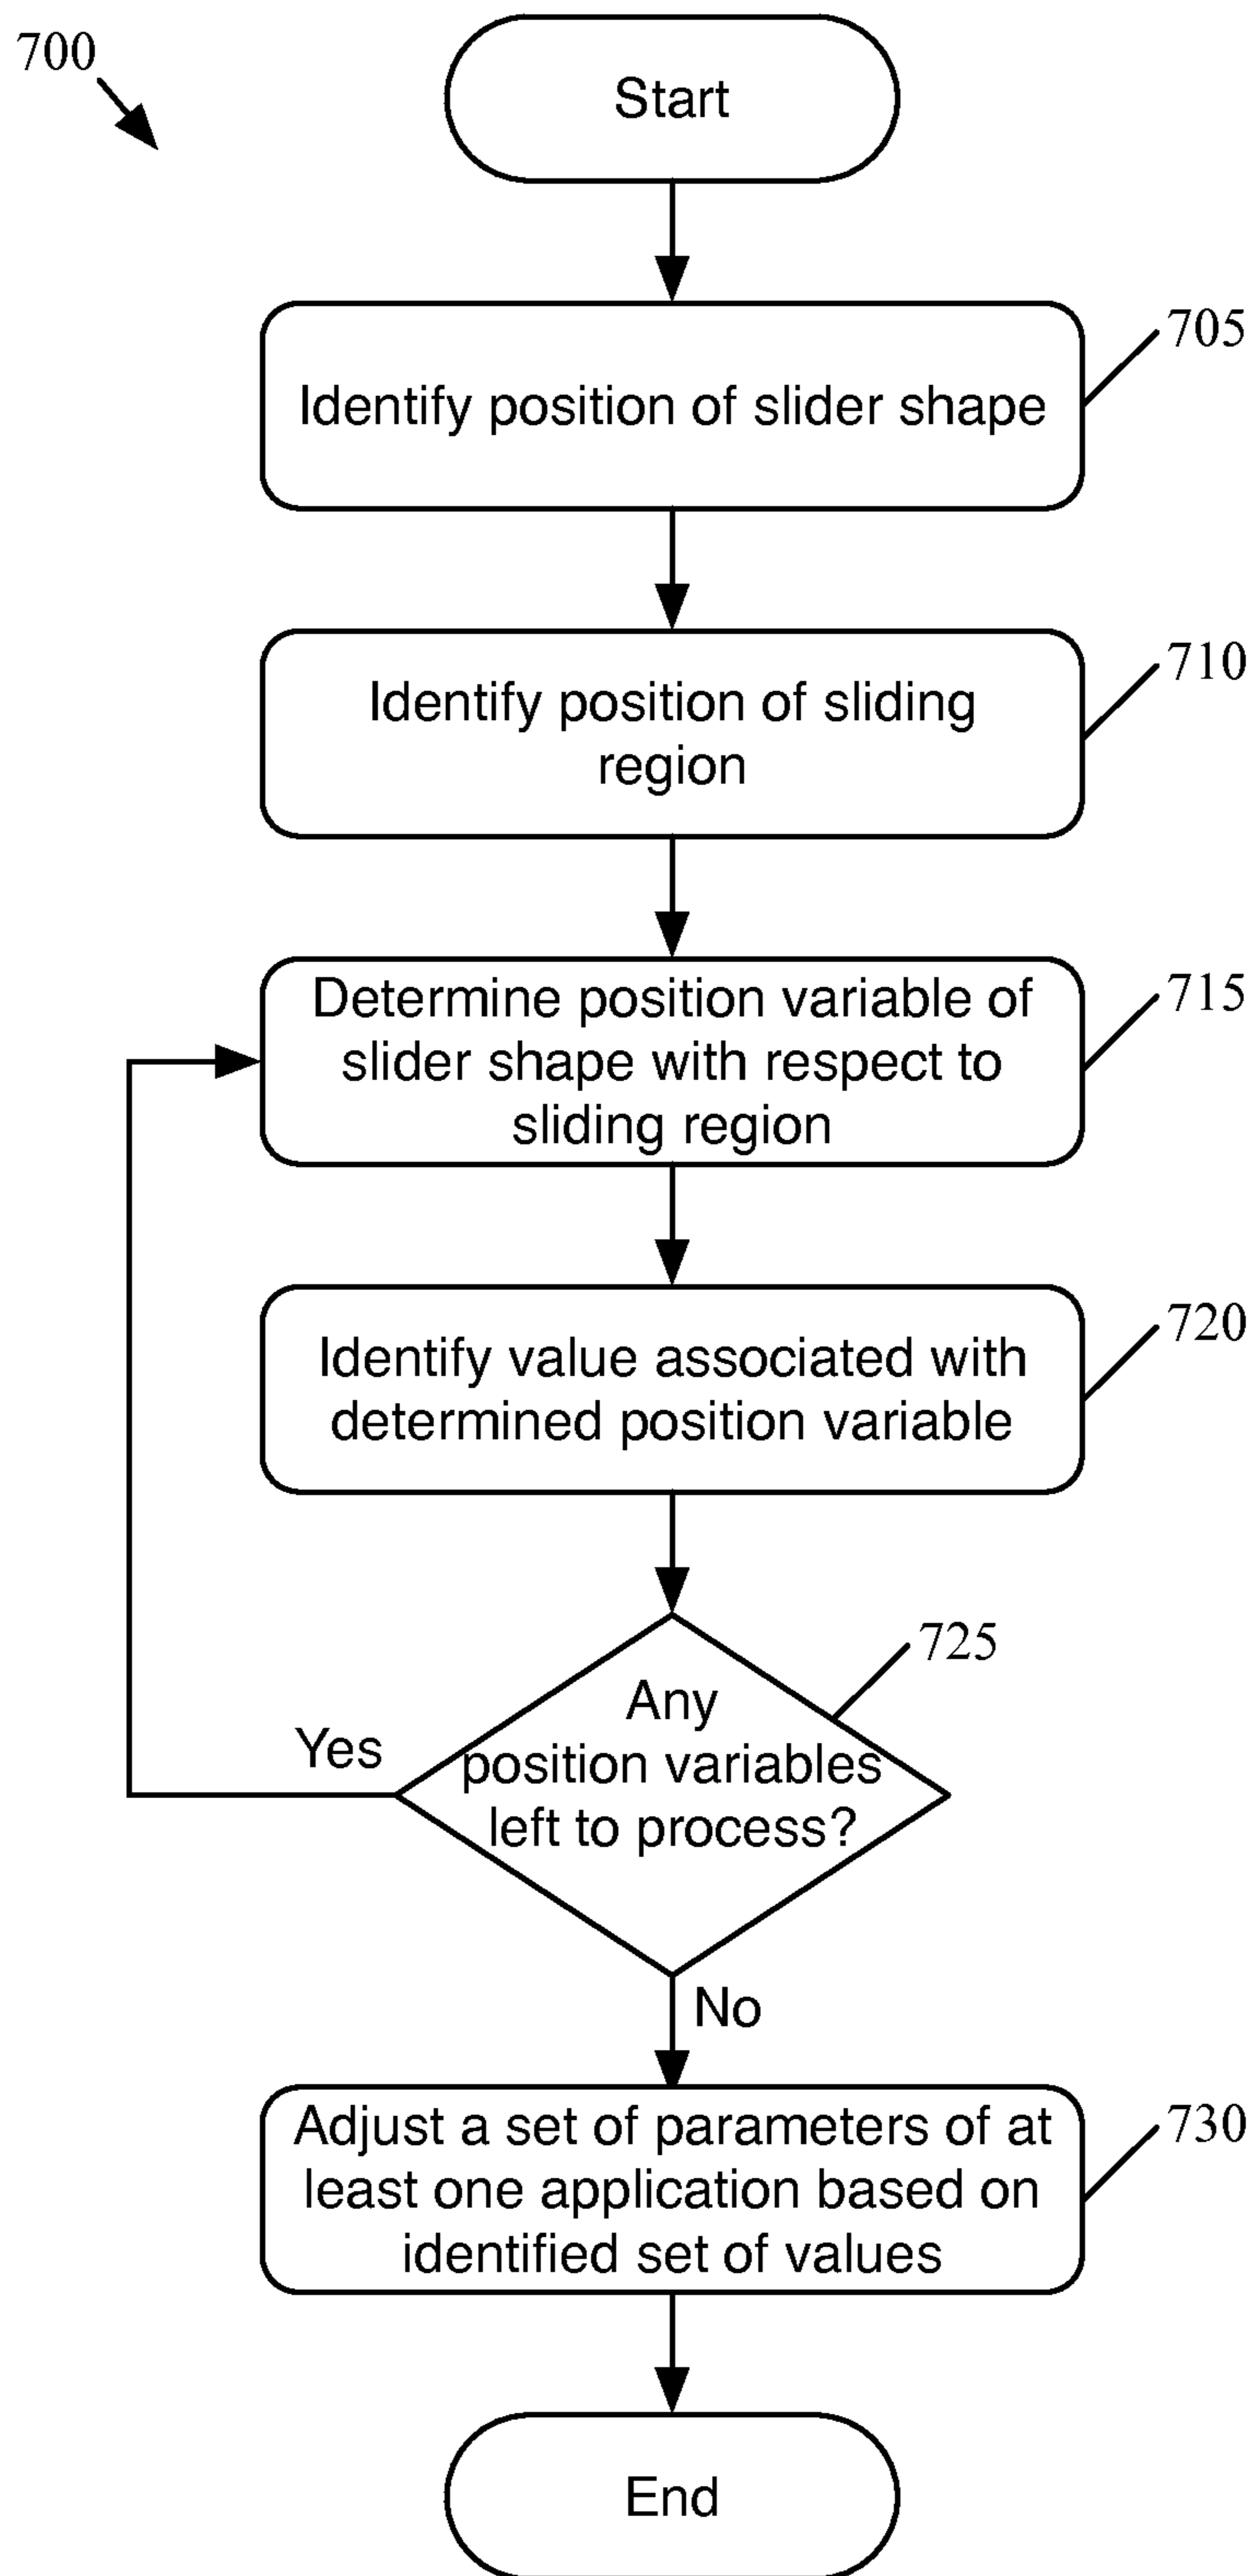 700
Start
705
Identify position of slider shape
710
Identify position of sliding
region
715
Determine position variable of
slider shape with respect to
sliding region
720
Identify value associated with
determined position variable
725
Any
position variables
left to process?
Yes
No
730
Adjust a set of parameters of at
least one application based on
identified set of values
End